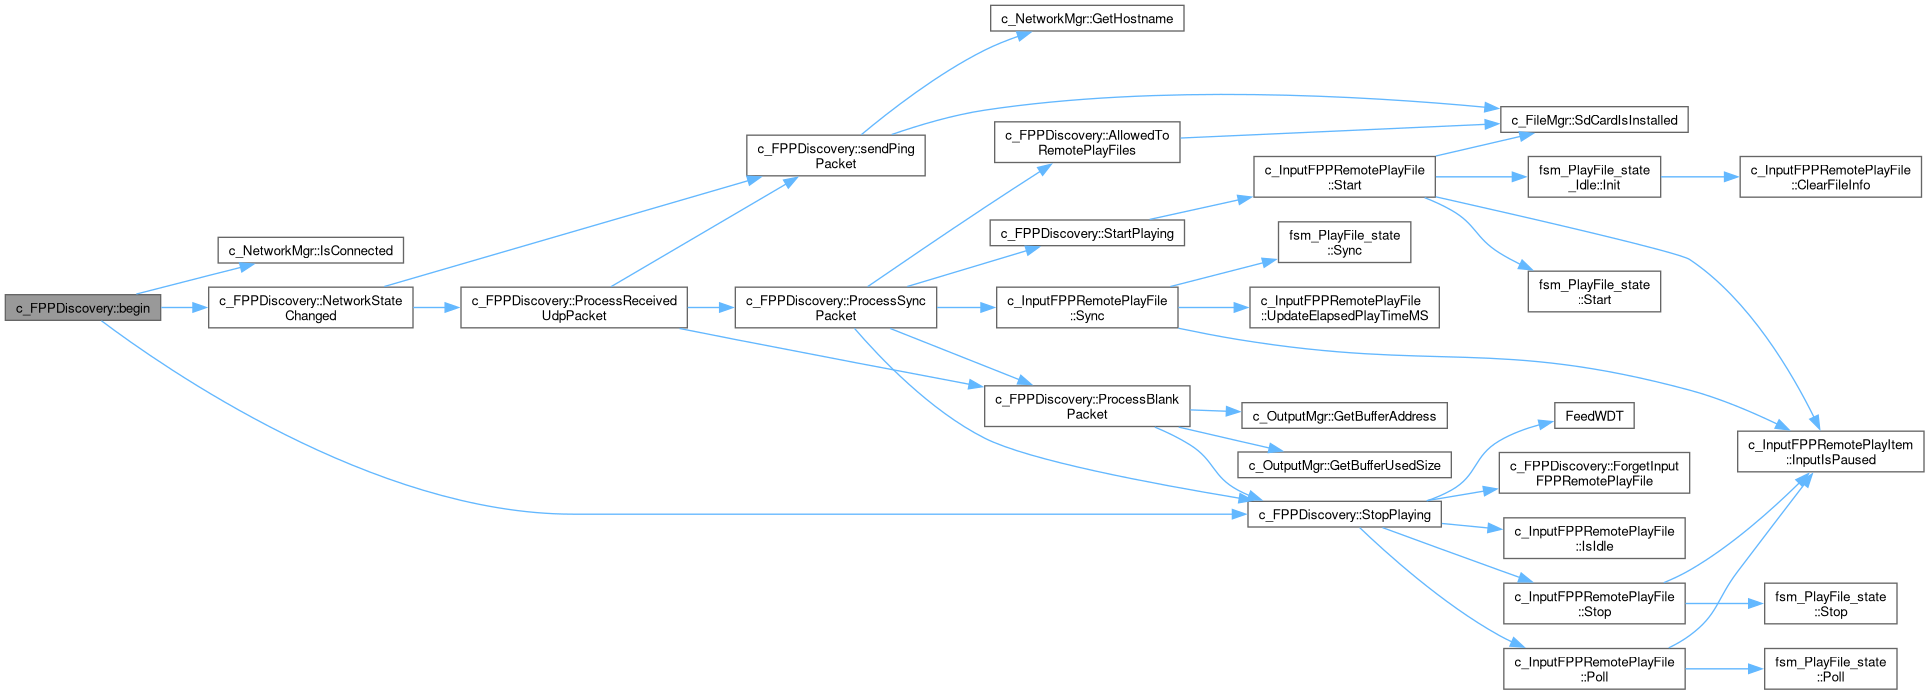 c_FPPDiscovery::begin
c_NetworkMgr::IsConnected
c_FPPDiscovery::NetworkState
Changed
c_FPPDiscovery::ProcessReceived
UdpPacket
c_FPPDiscovery::sendPing
Packet
c_FPPDiscovery::ProcessSync
Packet
c_NetworkMgr::GetHostname
c_FPPDiscovery::AllowedTo
RemotePlayFiles
c_FPPDiscovery::StartPlaying
c_InputFPPRemotePlayFile
::Sync
c_FPPDiscovery::ProcessBlank
Packet
c_InputFPPRemotePlayFile
::Start
fsm_PlayFile_state
::Sync
c_InputFPPRemotePlayFile
::UpdateElapsedPlayTimeMS
c_OutputMgr::GetBufferAddress
c_OutputMgr::GetBufferUsedSize
c_FPPDiscovery::StopPlaying
c_FileMgr::SdCardIsInstalled
fsm_PlayFile_state
_Idle::Init
fsm_PlayFile_state
::Start
FeedWDT
c_FPPDiscovery::ForgetInput
FPPRemotePlayFile
c_InputFPPRemotePlayFile
::IsIdle
c_InputFPPRemotePlayFile
::Stop
c_InputFPPRemotePlayFile
::Poll
c_InputFPPRemotePlayFile
::ClearFileInfo
c_InputFPPRemotePlayItem
::InputIsPaused
fsm_PlayFile_state
::Stop
fsm_PlayFile_state
::Poll